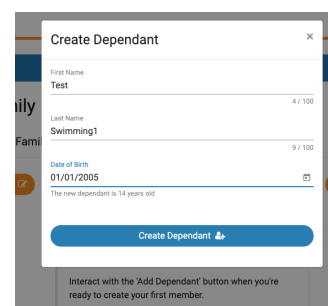 Create Dependant ×
First Name
Test
4 / 100
Last Name
Swimming1
9 / 100
Date of Birth
01/01/2005
The new dependant is 14 years old
Create Dependant
ily
Fami
Interact with the 'Add Dependant' button when you're
ready to create your first member.